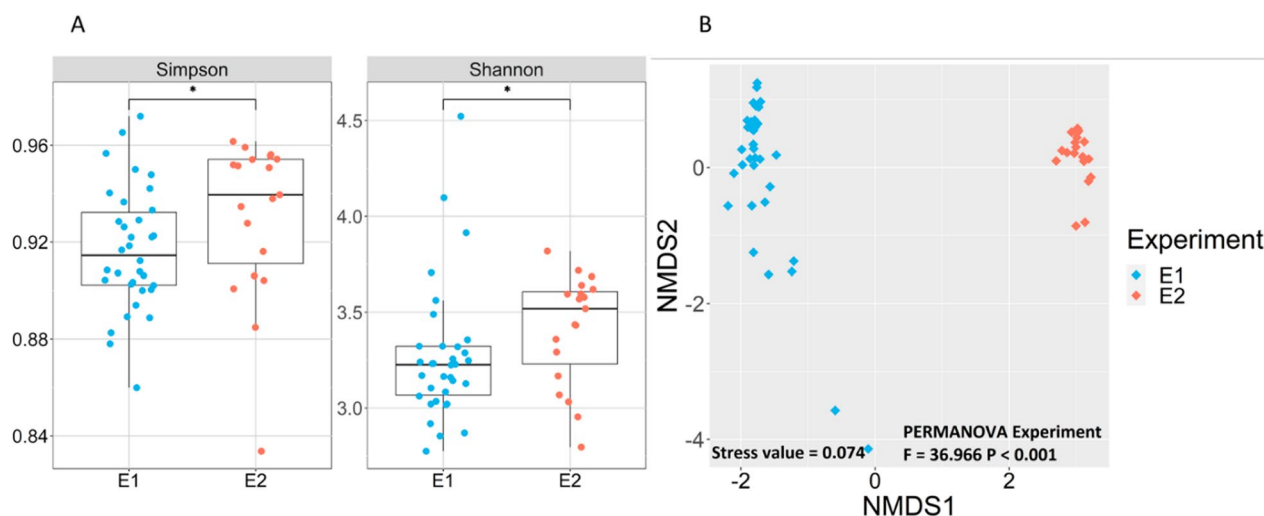 A
B
Simpson
Shannon
*
*
0.96
0.92
0.88
0.84
E1
E2
4.5
4.0
3.5
3.0
E1
E2
0
-2
-4
NMDS2
-2
0
2
NMDS1
Stress value = 0.074
PERMANOVA Experiment
F = 36.966 P < 0.001
Experiment
E1
E2